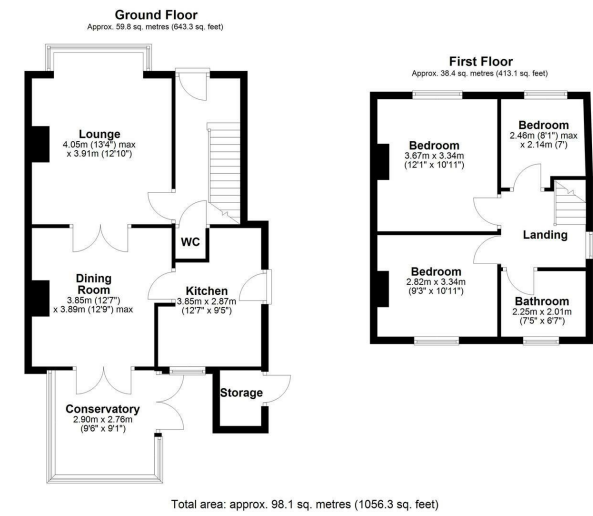 Ground Floor
Approx. 59.8 sq. metres (643.3 sq. feet)
Lounge
4.05m (13'4") max
x 3.91m (12'10")
WC
Dining
Room
3.85m (12'7")
x 3.89m (12'9") max
Kitchen
3.85m x 2.87m
(12'7" x 9'5")
Storage
Conservatory
2.90m x 2.76m
(9'6" x 9'1")
First Floor
Approx. 38.4 sq. metres (413.1 sq. feet)
Bedroom
3.67m x 3.34m
(12'1" x 10'11")
Bedroom
2.46m (8'1") max
x 2.14m (7')
Landing
Bedroom
2.82m x 3.34m
(9'3" x 10'11")
Bathroom
2.25m x 2.01m
(7'5" x 6'7")
Total area: approx. 98.1 sq. metres (1056.3 sq. feet)